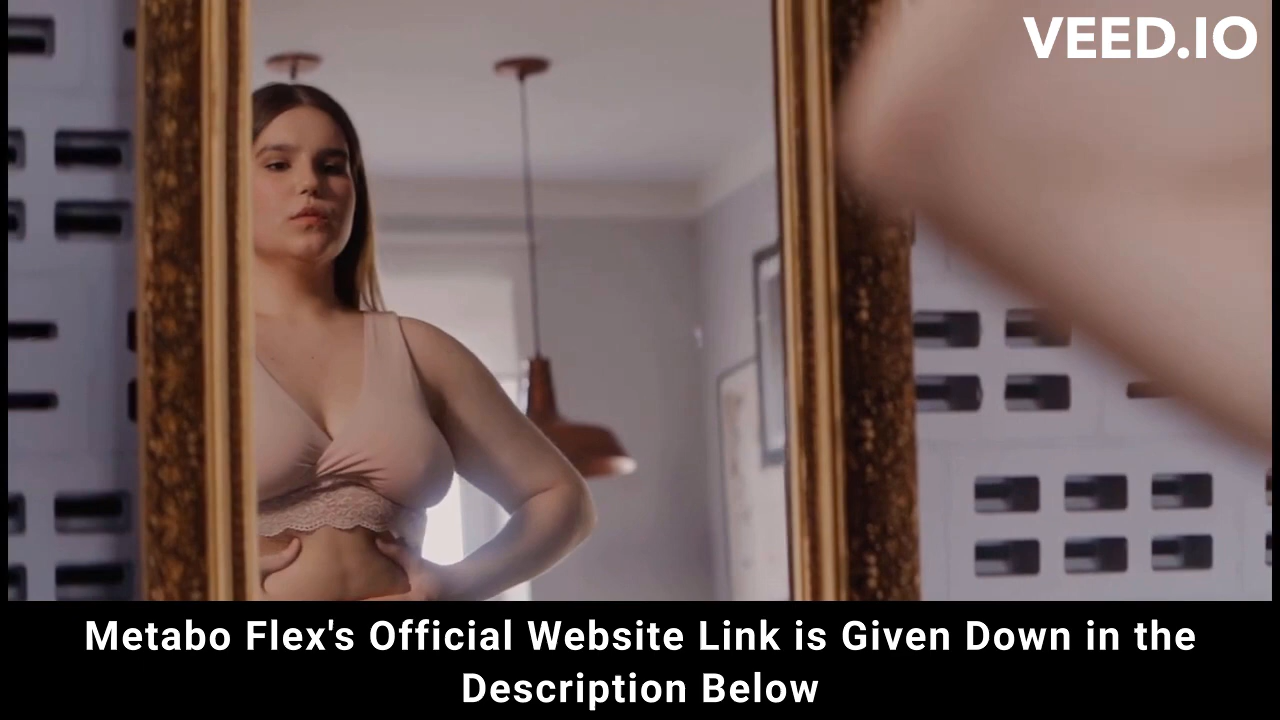 VEED.IO
Metabo Flex's Official Website Link is Given Down in the
Description Below